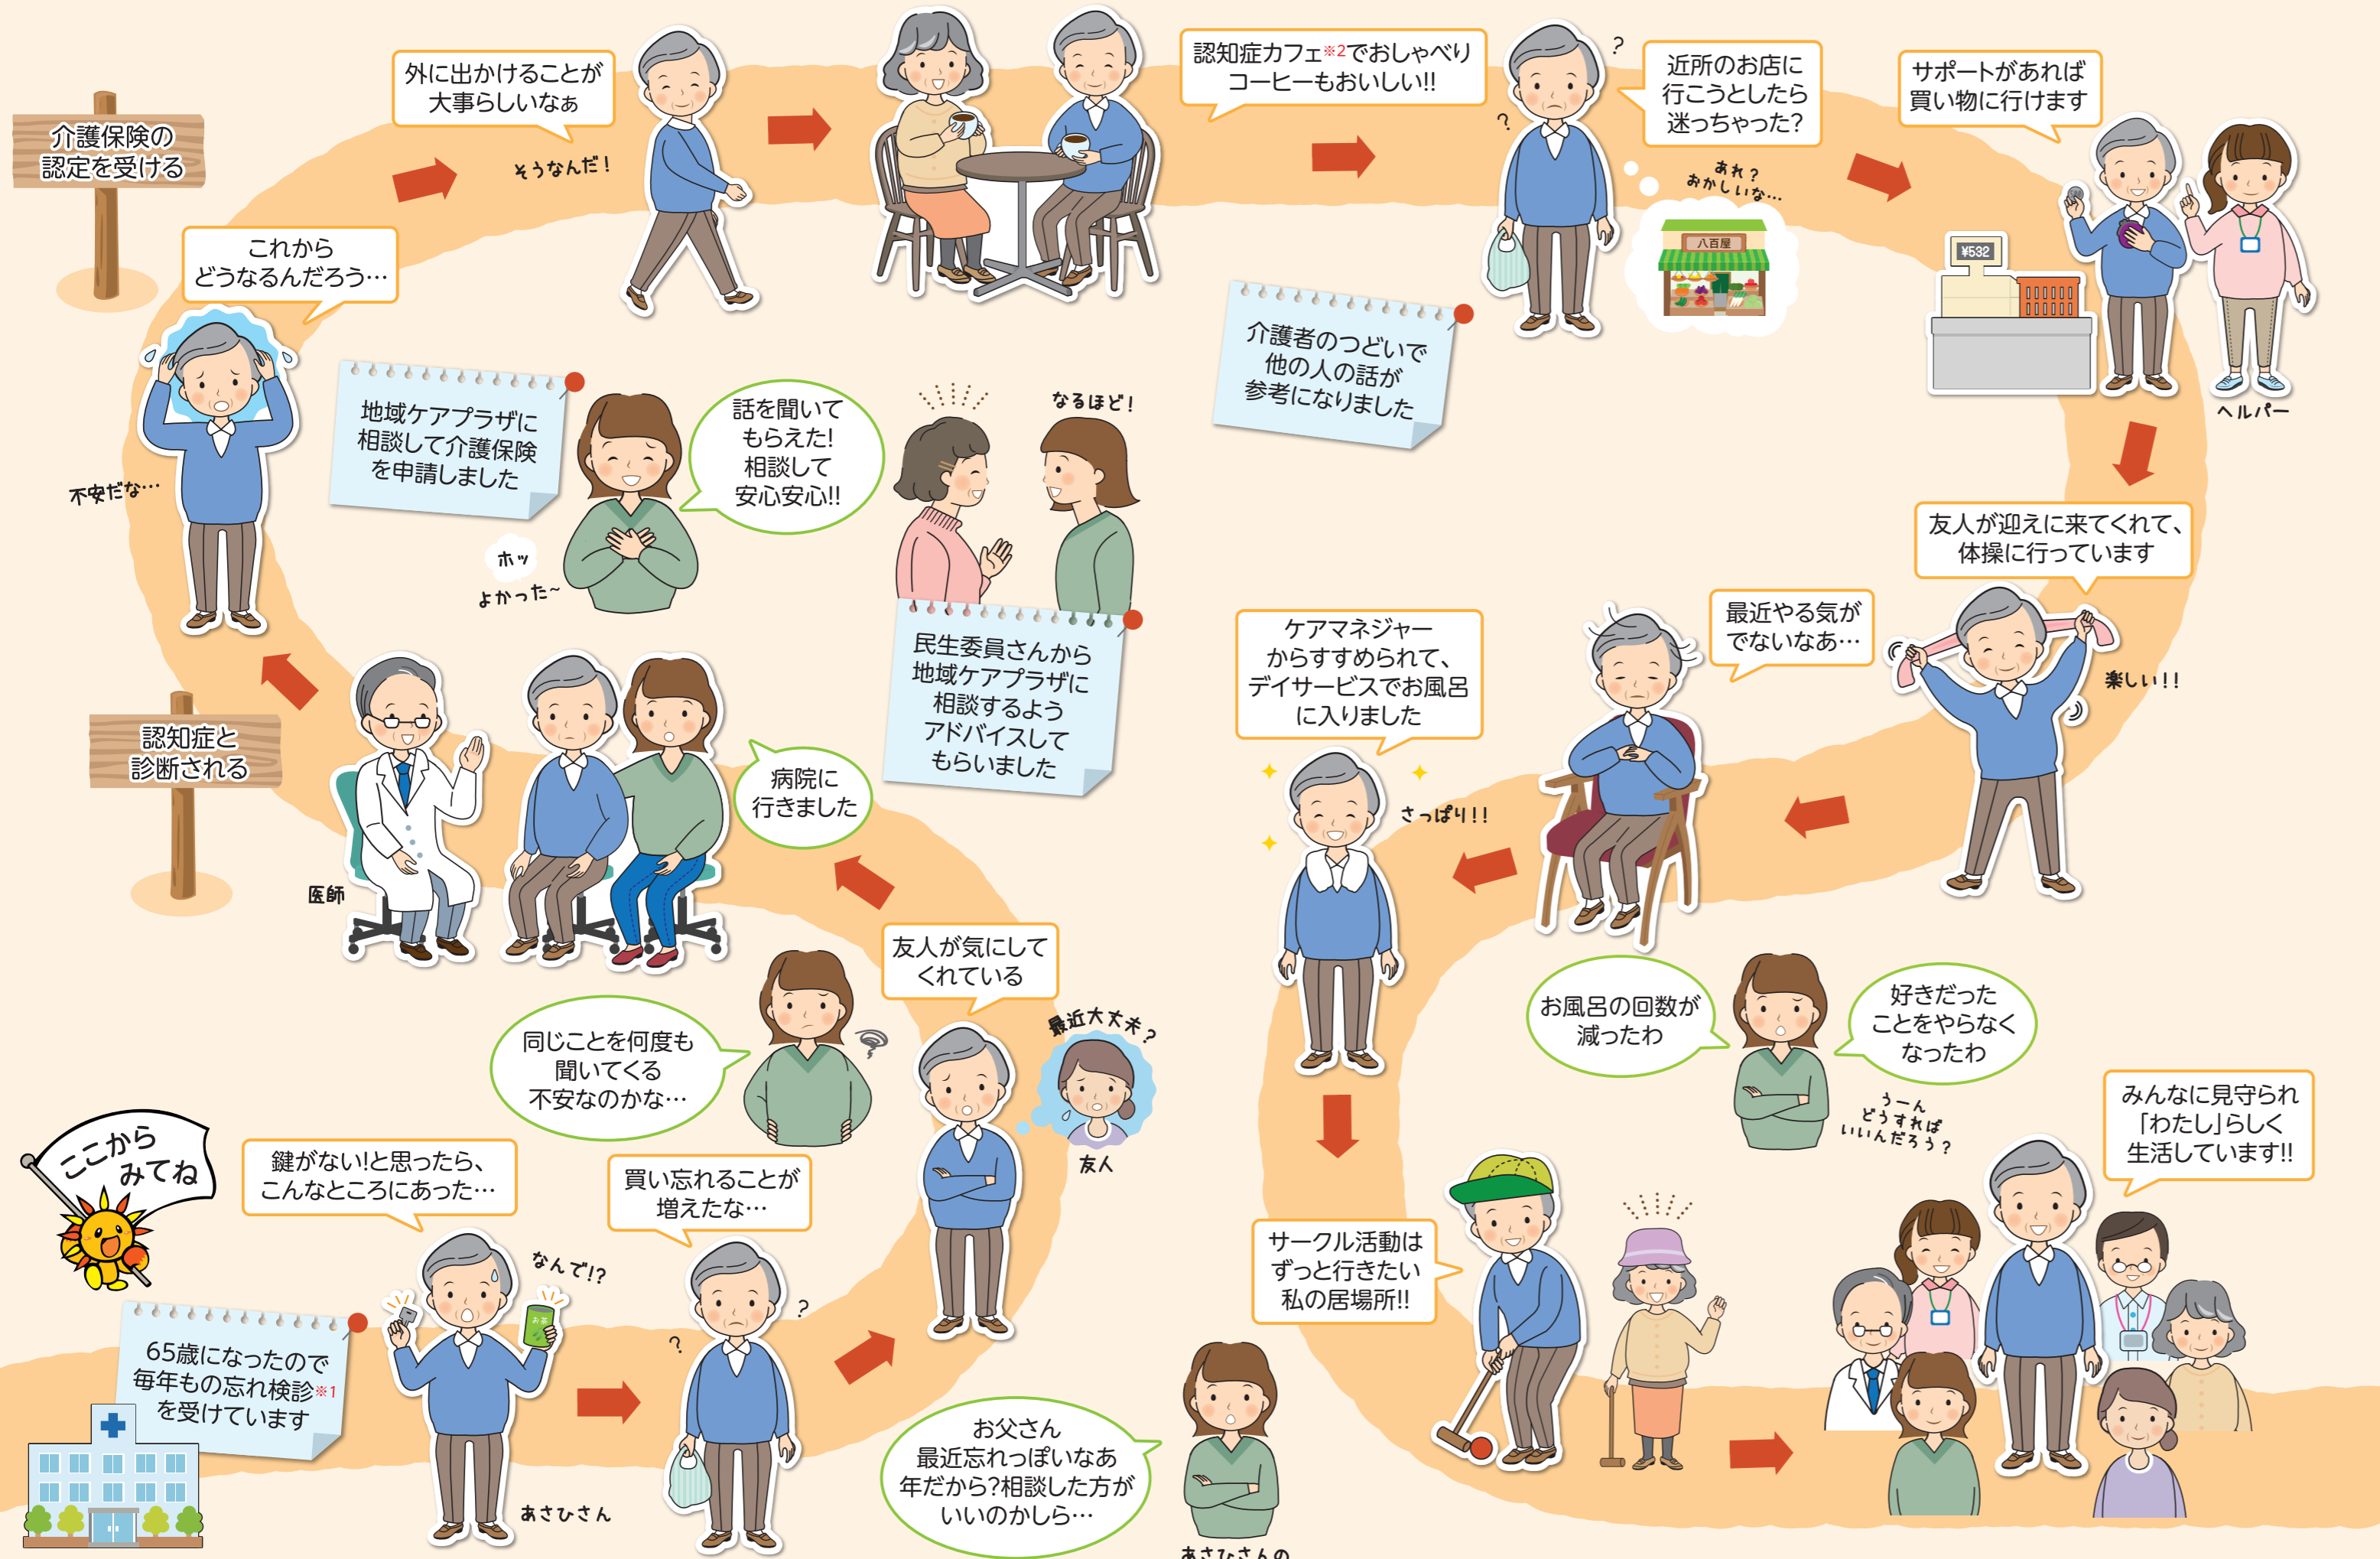 ここから
みてね
65歳になったので
毎年もの忘れ検診※1
を受けています
鍵がない!と思ったら、
こんなところにあった…
なんで!?
お茶
あさひさん
買い忘れることが
増えたな…
?
?
お父さん
最近忘れっぽいなあ
年だから?相談した方が
いいのかしら…
あさひさんの
友人が気にして
くれている
最近大丈夫?
友人
同じことを何度も
聞いてくる
不安なのかな…
病院に
行きました
医師
認知症と
診断される
民生委員さんから
地域ケアプラザに
相談するよう
アドバイスして
もらいました
なるほど!
これから
どうなるんだろう…
不安だな…
地域ケアプラザに
相談して介護保険
を申請しました
話を聞いて
もらえた!
相談して
安心安心!!
ホッ
よかった~
介護保険の
認定を受ける
外に出かけることが
大事らしいなぁ
そうなんだ!
認知症カフェ※2でおしゃべり
コーヒーもおいしい!!
介護者のつどいで
他の人の話が
参考になりました
?
?
近所のお店に
行こうとしたら
迷っちゃった?
あれ?
おかしいな…
八百屋
サポートがあれば
買い物に行けます
¥532
ヘルパー
友人が迎えに来てくれて、
体操に行っています
楽しい!!
最近やる気が
でないなあ…
お風呂の回数が
減ったわ
好きだった
ことをやらなく
なったわ
うーん
どうすれば
いいんだろう?
ケアマネジャー
からすすめられて、
デイサービスでお風呂
に入りました
さっぱり!!
サークル活動は
ずっと行きたい
私の居場所!!
みんなに見守られ
「わたし」らしく
生活しています!!